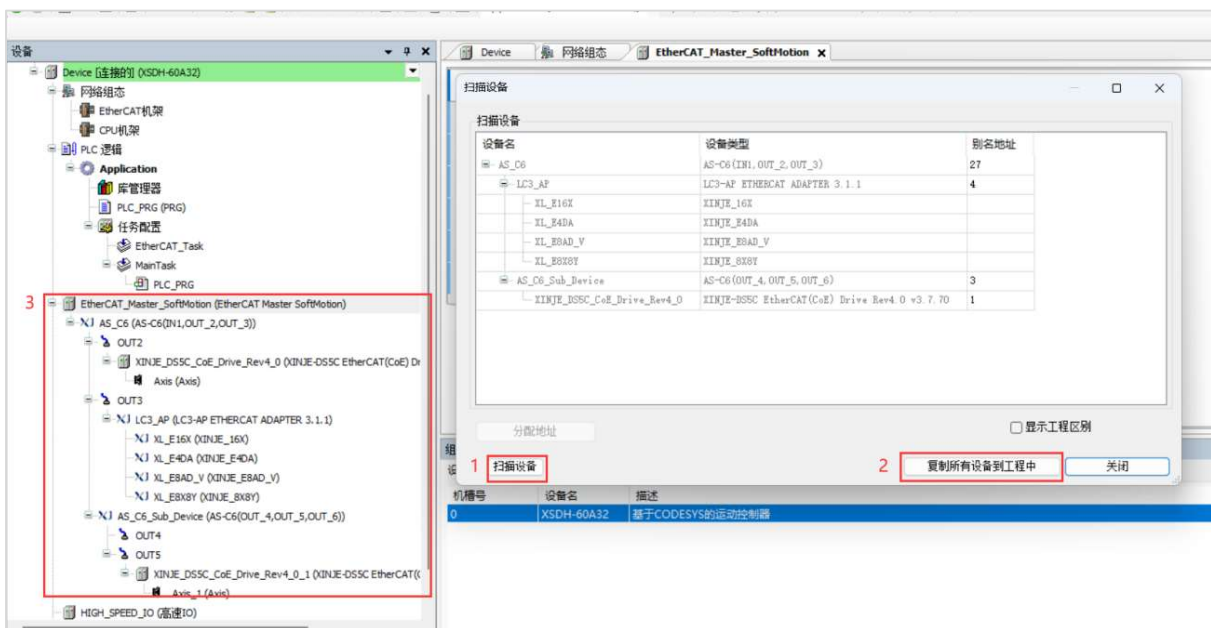 设备
Device [连接的] (XSDH-60A32)
网络组态
EtherCAT机架
CPU机架
PLC 逻辑
Application
库管理器
PLC_PRG (PRG)
任务配置
EtherCAT_Task
MainTask
PLC_PRG
3
EtherCAT_Master_SoftMotion (EtherCAT Master SoftMotion)
AS_C6 (AS-C6(IN1,OUT_2,OUT_3))
OUT2
XINJE_DS5C_CoE_Drive_Rev4_0 (XINJE-DS5C EtherCAT(CoE) Dr
Axis (Axis)
OUT3
LC3_AP (LC3-AP ETHERCAT ADAPTER 3.1.1)
XL_E16X (XINJE_16X)
XL_E4DA (XINJE_E4DA)
XL_E8AD_V (XINJE_E8AD_V)
XL_E8X8Y (XINJE_8X8Y)
AS_C6_Sub_Device (AS-C6(OUT_4,OUT_5,OUT_6))
OUT4
OUT5
XINJE_DS5C_CoE_Drive_Rev4_0_1 (XINJE-DS5C EtherCAT(C
Axis_1 (Axis)
HIGH_SPEED_IO (高速IO)
Device 网络组态 EtherCAT_Master_SoftMotion
扫描设备
扫描设备
设备名 设备类型 别名地址
AS_C6 AS-C6(IN1,OUT_2,OUT_3) 27
LC3_AP LC3-AP ETHERCAT ADAPTER 3.1.1 4
XL_E16X XINJE_16X
XL_E4DA XINJE_E4DA
XL_E8AD_V XINJE_E8AD_V
XL_E8X8Y XINJE_8X8Y
AS_C6_Sub_Device AS-C6(OUT_4,OUT_5,OUT_6) 3
XINJE_DS5C_CoE_Drive_Rev4_0 XINJE-DS5C EtherCAT(CoE) Drive Rev4.0 v3.7.70 1
分配地址 显示工程区别
1 扫描设备 2 复制所有设备到工程中 关闭
组
设
机槽号 设备名 描述
0 XSDH-60A32 基于CODESYS的运动控制器